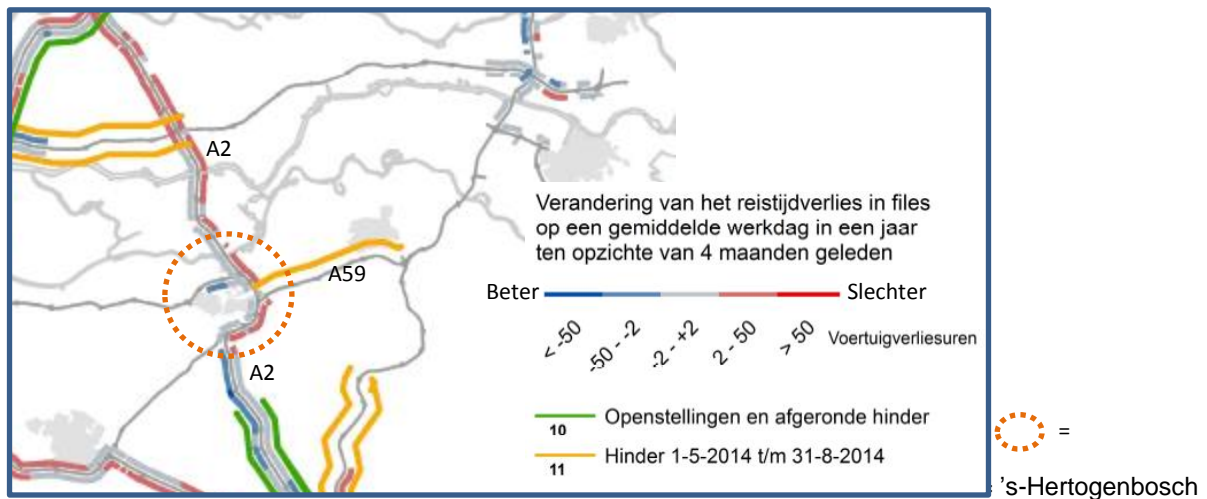 A2
A59
A2
Verandering van het reistijdverlies in files
op een gemiddelde werkdag in een jaar
ten opzichte van 4 maanden geleden
Beter Slechter
< -50 -50 - -2 -2 - +2 2 - 50 > 50 Voertuigverliesuren
10 Openstellingen en afgeronde hinder
11 Hinder 1-5-2014 t/m 31-8-2014
=
's-Hertogenbosch